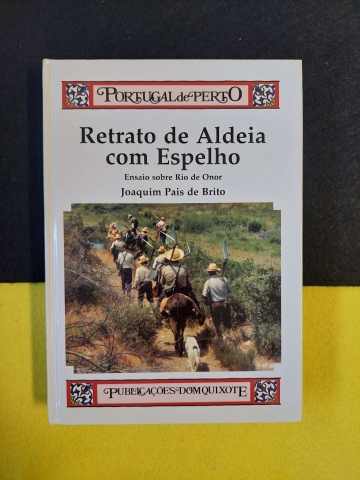 PORTUGAL de PERTO
Retrato de Aldeia
com Espelho
Ensaio sobre Rio de Onor
Joaquim Pais de Brito
PUBLICAÇÕES DOM QUIXOTE